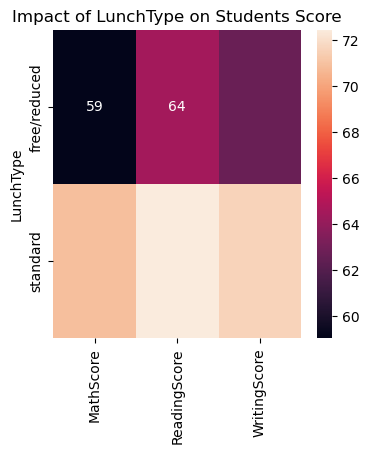 Impact of LunchType on Students Score
LunchType
free/reduced
standard
59
64
MathScore
ReadingScore
WritingScore
72
70
68
66
64
62
60